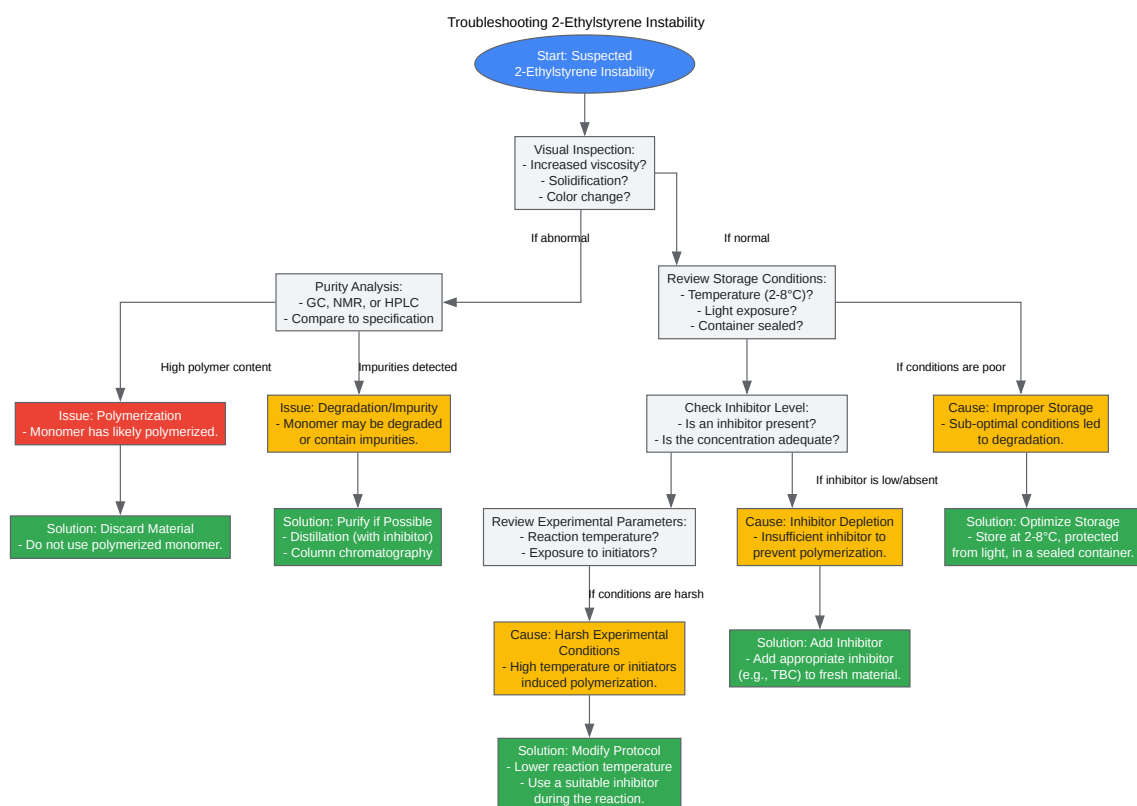 Troubleshooting 2-Ethylstyrene Instability
Start: Suspected
2-Ethylstyrene Instability
Visual Inspection:
- Increased viscosity?
- Solidification?
- Color change?
If abnormal
If normal
Purity Analysis:
- GC, NMR, or HPLC
- Compare to specification
Review Storage Conditions:
- Temperature (2-8°C)?
- Light exposure?
- Container sealed?
High polymer content
Impurities detected
If conditions are poor
Issue: Polymerization
- Monomer has likely polymerized.
Issue: Degradation/Impurity
- Monomer may be degraded
or contain impurities.
Check Inhibitor Level:
- Is an inhibitor present?
- Is the concentration adequate?
Cause: Improper Storage
- Sub-optimal conditions led
to degradation.
If inhibitor is low/absent
Solution: Discard Material
- Do not use polymerized monomer.
Solution: Purify if Possible
- Distillation (with inhibitor)
- Column chromatography
Review Experimental Parameters:
- Reaction temperature?
- Exposure to initiators?
Cause: Inhibitor Depletion
- Insufficient inhibitor to
prevent polymerization.
Solution: Optimize Storage
- Store at 2-8°C, protected
from light, in a sealed container.
If conditions are harsh
Cause: Harsh Experimental
Conditions
- High temperature or initiators
induced polymerization.
Solution: Add Inhibitor
- Add appropriate inhibitor
(e.g., TBC) to fresh material.
Solution: Modify Protocol
- Lower reaction temperature
- Use a suitable inhibitor
during the reaction.